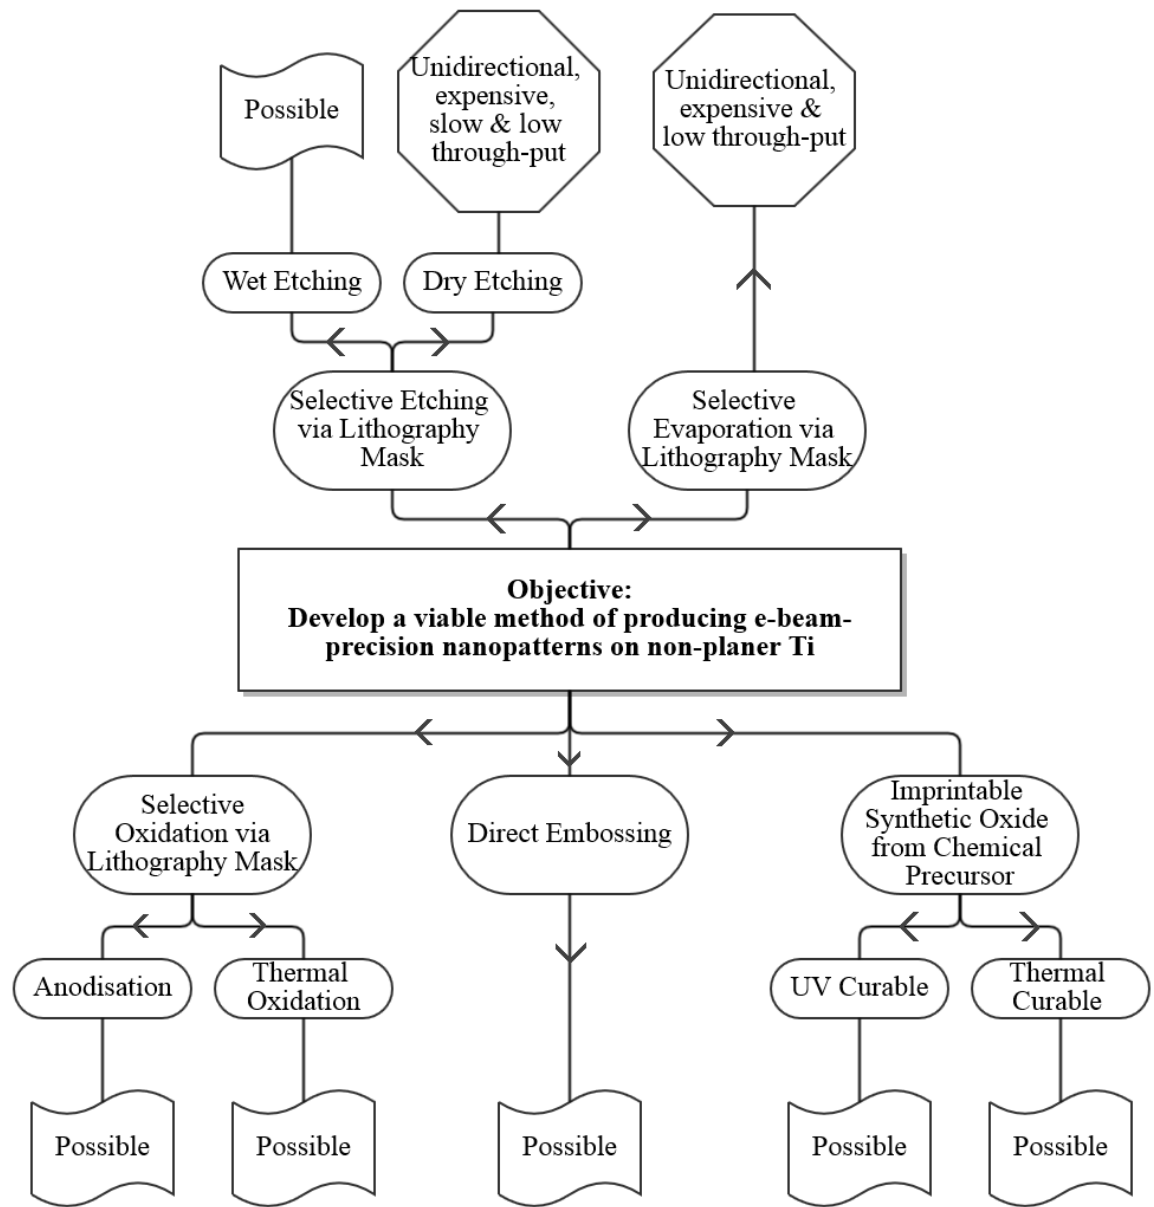 Possible
Unidirectional,
expensive,
slow & low
through-put
Unidirectional,
expensive &
low through-put
Wet Etching
Dry Etching
Selective Etching
via Lithography
Mask
Selective
Evaporation via
Lithography Mask
Objective:
Develop a viable method of producing e-beam-
precision nanopatterns on non-planer Ti
Selective
Oxidation via
Lithography Mask
Direct Embossing
Imprintable
Synthetic Oxide
from Chemical
Precursor
Anodisation
Thermal
Oxidation
UV Curable
Thermal
Curable
Possible
Possible
Possible
Possible
Possible